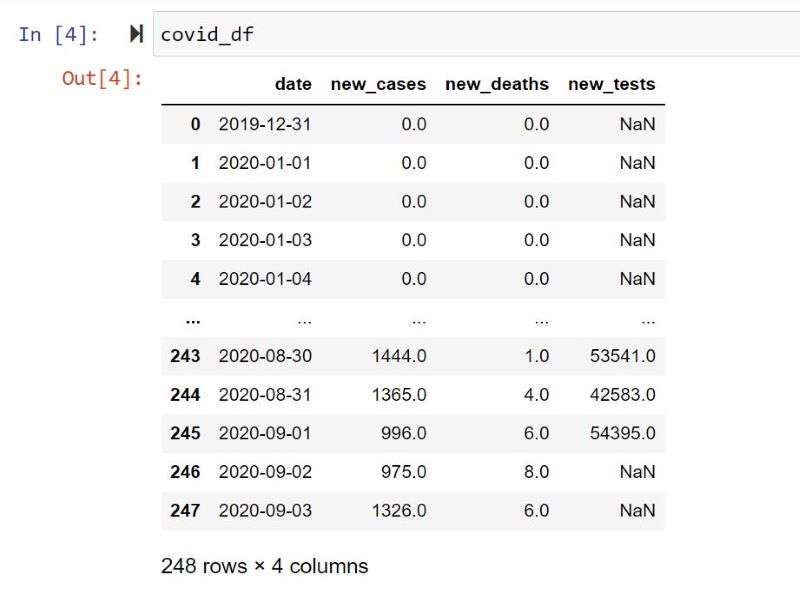 In [4]: covid_df
Out[4]:
date new_cases new_deaths new_tests
0 2019-12-31 0.0 0.0 NaN
1 2020-01-01 0.0 0.0 NaN
2 2020-01-02 0.0 0.0 NaN
3 2020-01-03 0.0 0.0 NaN
4 2020-01-04 0.0 0.0 NaN
... ... ... ... ...
243 2020-08-30 1444.0 1.0 53541.0
244 2020-08-31 1365.0 4.0 42583.0
245 2020-09-01 996.0 6.0 54395.0
246 2020-09-02 975.0 8.0 NaN
247 2020-09-03 1326.0 6.0 NaN
248 rows × 4 columns